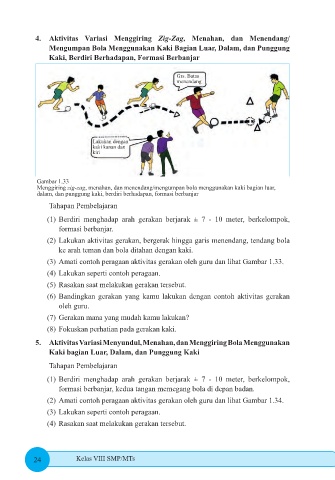 4. Aktivitas Variasi Menggiring Zig-Zag, Menahan, dan Menendang/
Mengumpan Bola Menggunakan Kaki Bagian Luar, Dalam, dan Punggung
Kaki, Berdiri Berhadapan, Formasi Berbanjar
Grs. Batas
menendang
Lakukan dengan
kaki kanan dan
kiri
Gambar 1.33
Menggiring zig-zag, menahan, dan menendang/mengumpan bola menggunakan kaki bagian luar,
dalam, dan punggung kaki, berdiri berhadapan, formasi berbanjar
Tahapan Pembelajaran
(1) Berdiri menghadap arah gerakan berjarak ± 7 - 10 meter, berkelompok,
formasi berbanjar.
(2) Lakukan aktivitas gerakan, bergerak hingga garis menendang, tendang bola
ke arah teman dan bola ditahan dengan kaki.
(3) Amati contoh peragaan aktivitas gerakan oleh guru dan lihat Gambar 1.33.
(4) Lakukan seperti contoh peragaan.
(5) Rasakan saat melakukan gerakan tersebut.
(6) Bandingkan gerakan yang kamu lakukan dengan contoh aktivitas gerakan
oleh guru.
(7) Gerakan mana yang mudah kamu lakukan?
(8) Fokuskan perhatian pada gerakan kaki.
5. Aktivitas Variasi Menyundul, Menahan, dan Menggiring Bola Menggunakan
Kaki bagian Luar, Dalam, dan Punggung Kaki
Tahapan Pembelajaran
(1) Berdiri menghadap arah gerakan berjarak ± 7 - 10 meter, berkelompok,
formasi berbanjar, kedua tangan memegang bola di depan badan.
(2) Amati contoh peragaan aktivitas gerakan oleh guru dan lihat Gambar 1.34.
(3) Lakukan seperti contoh peragaan.
(4) Rasakan saat melakukan gerakan tersebut.
24 Kelas VIII SMP/MTs